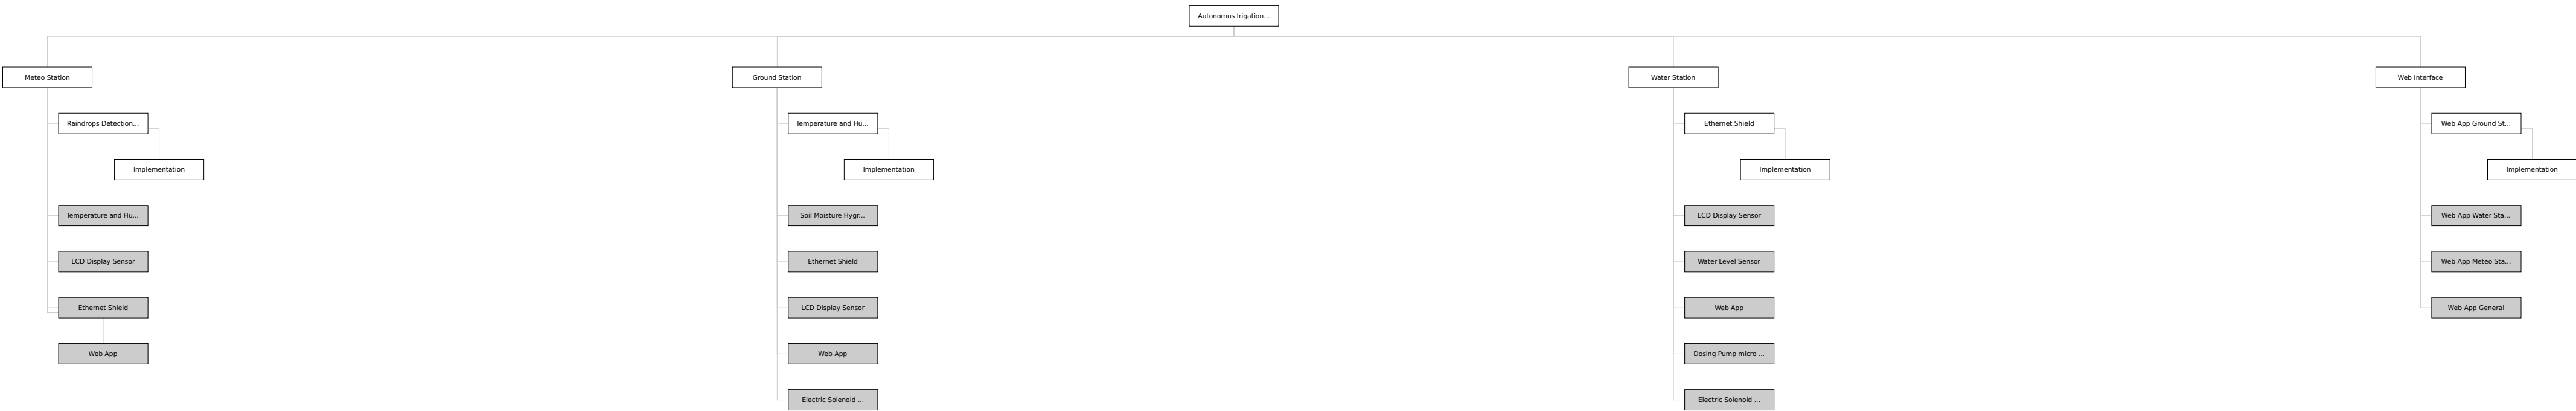 Autonomus Irigation...
Meteo Station
Ground Station
Water Station
Web Interface
Raindrops Detection...
Temperature and Hu...
Ethernet Shield
Web App Ground St...
Implementation
Implementation
Implementation
Implementation
Temperature and Hu...
Soil Moisture Hygr...
LCD Display Sensor
Web App Water Sta...
LCD Display Sensor
Ethernet Shield
Water Level Sensor
Web App Meteo Sta...
Ethernet Shield
LCD Display Sensor
Web App
Web App General
Web App
Web App
Dosing Pump micro ...
Electric Solenoid ...
Electric Solenoid ...